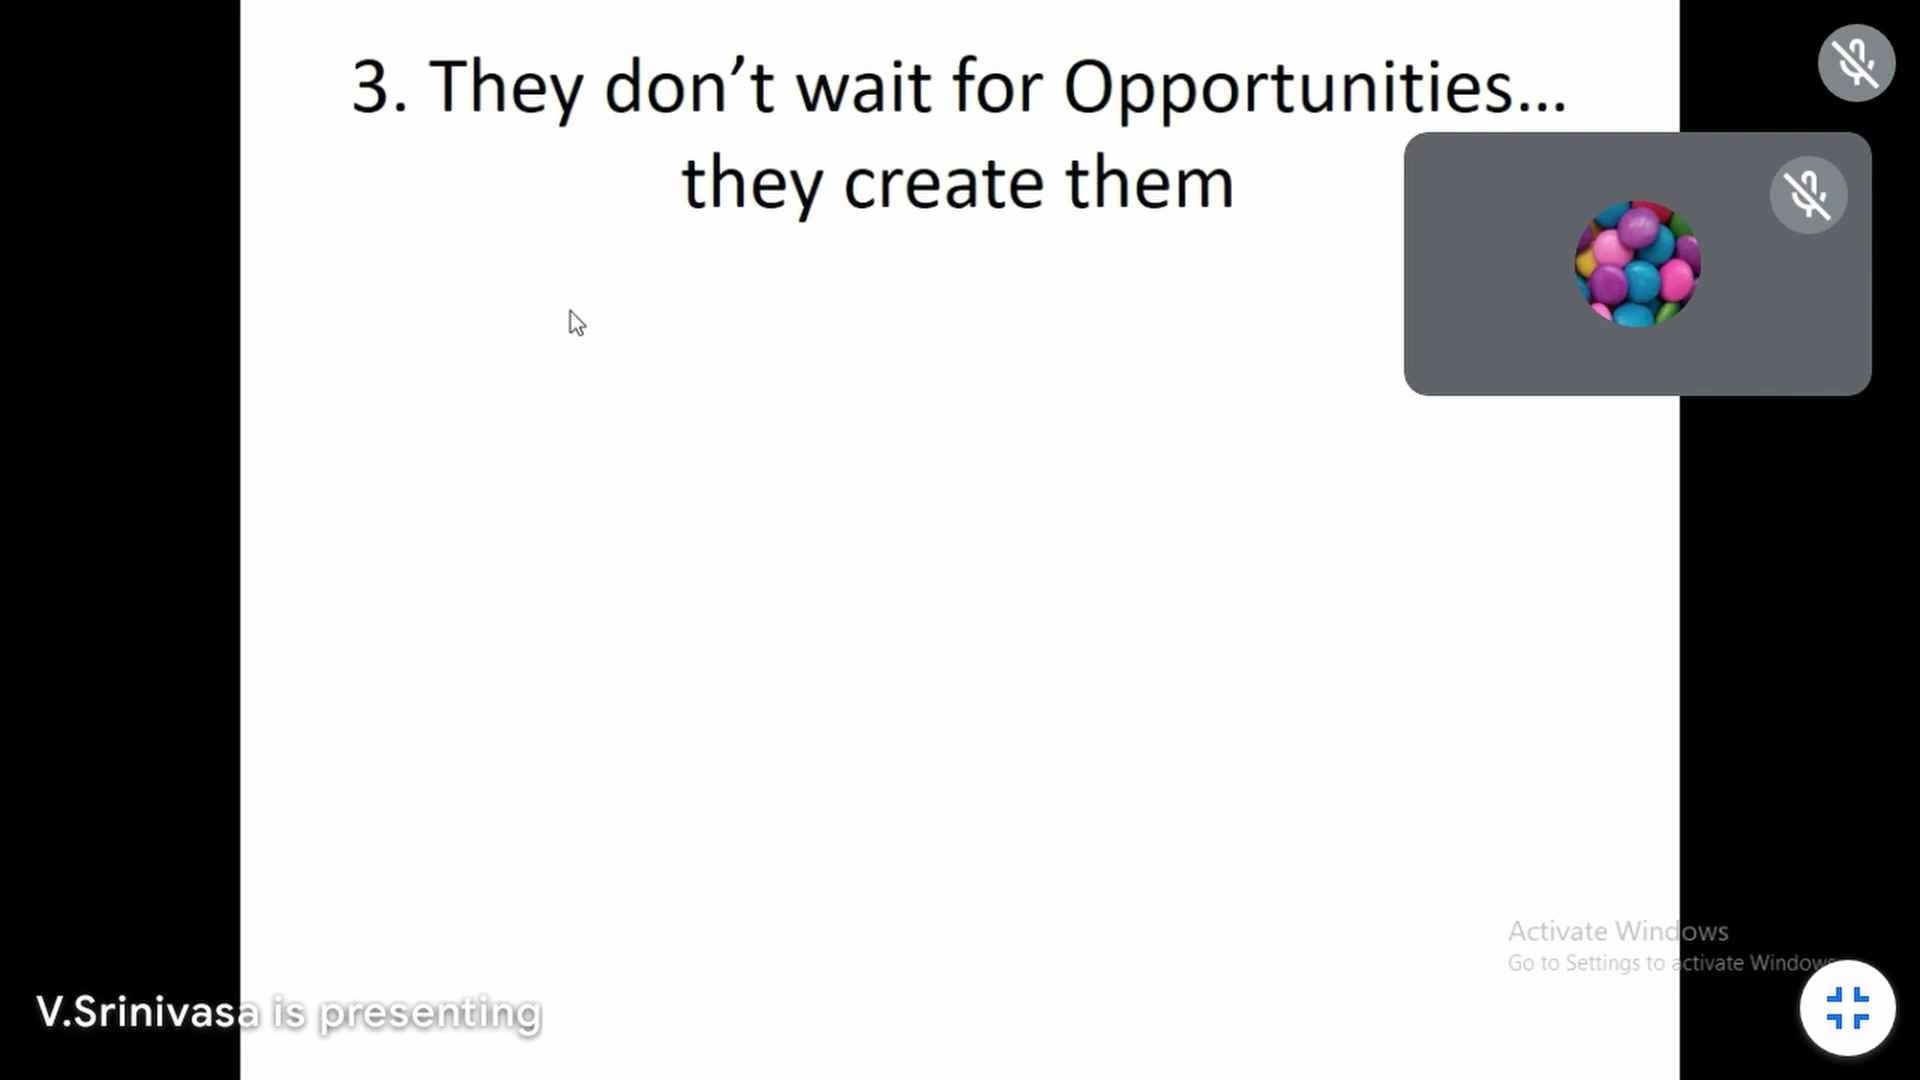 3. They don’t wait for Opportunities...
they create them
Activate Windows
Go to Settings to activate Windows.
V.Srinivasa is presenting